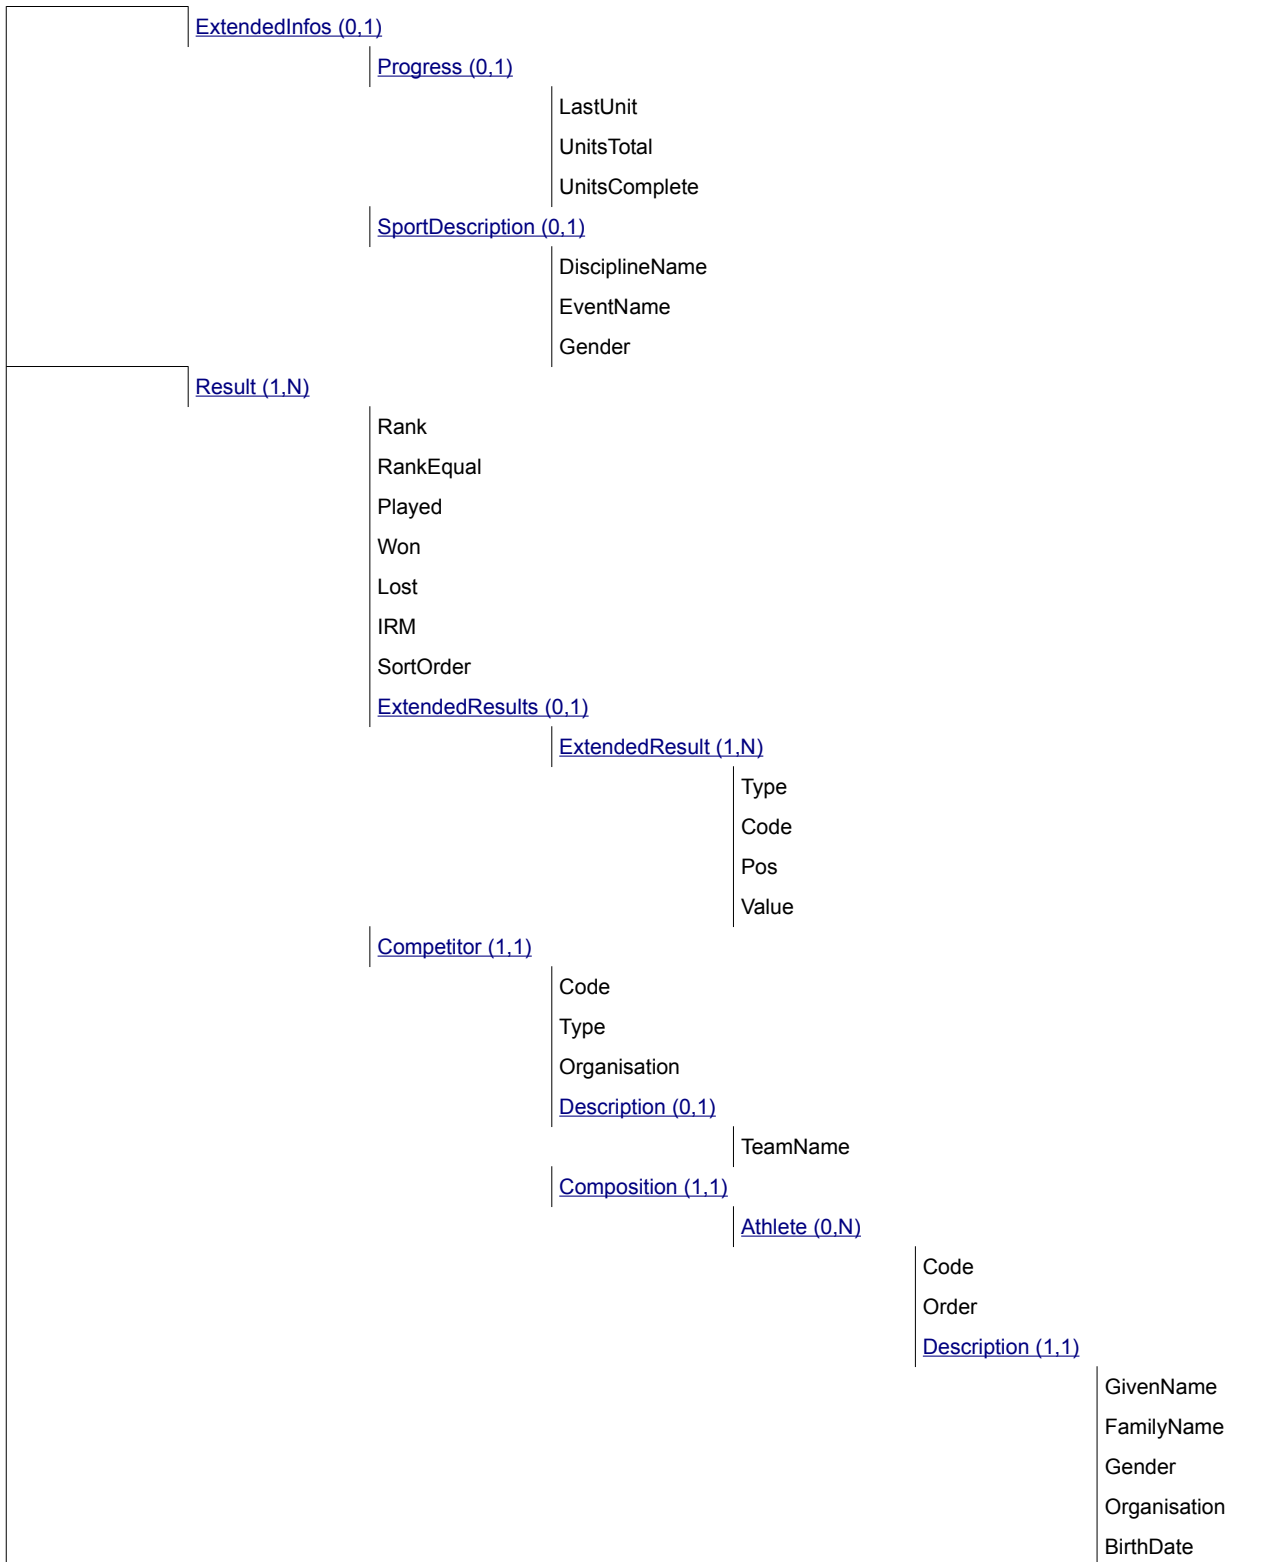 ExtendedInfos (0,1)
Progress (0,1)
LastUnit
UnitsTotal
UnitsComplete
SportDescription (0,1)
DisciplineName
EventName
Gender
Result (1,N)
Rank
RankEqual
Played
Won
Lost
IRM
SortOrder
ExtendedResults (0,1)
ExtendedResult (1,N)
Type
Code
Pos
Value
Competitor (1,1)
Code
Type
Organisation
Description (0,1)
TeamName
Composition (1,1)
Athlete (0,N)
Code
Order
Description (1,1)
GivenName
FamilyName
Gender
Organisation
BirthDate